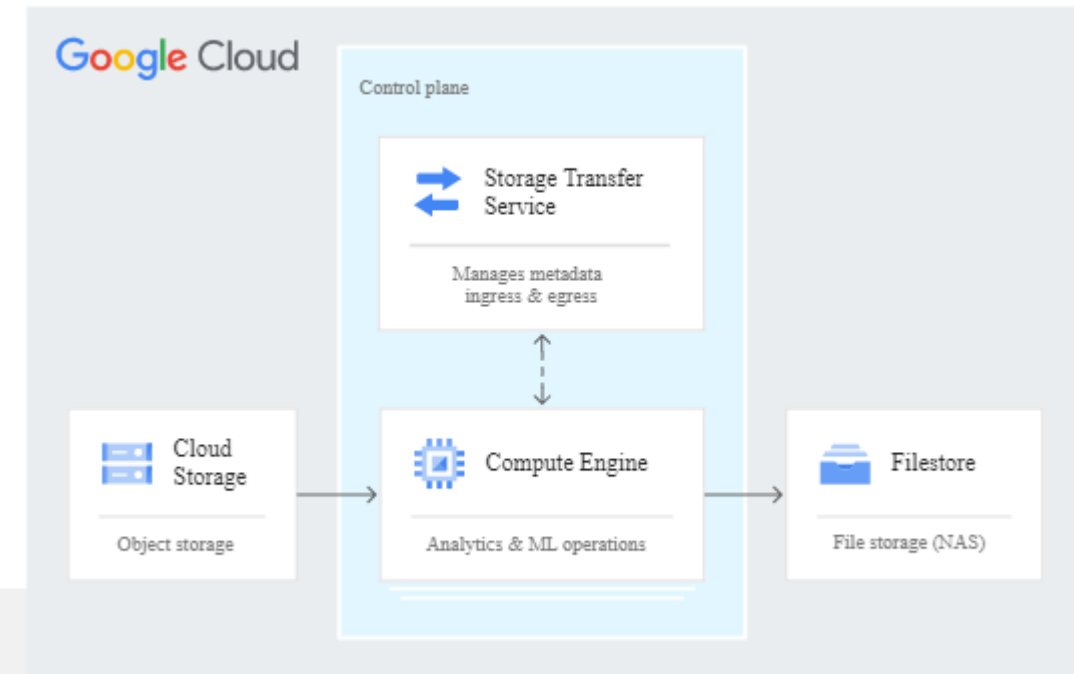 Google Cloud
Control plane
Storage Transfer
Service
Manages metadata
ingress & egress
Cloud
Storage
Object storage
Compute Engine
Analytics & ML operations
Filestore
File storage (NAS)